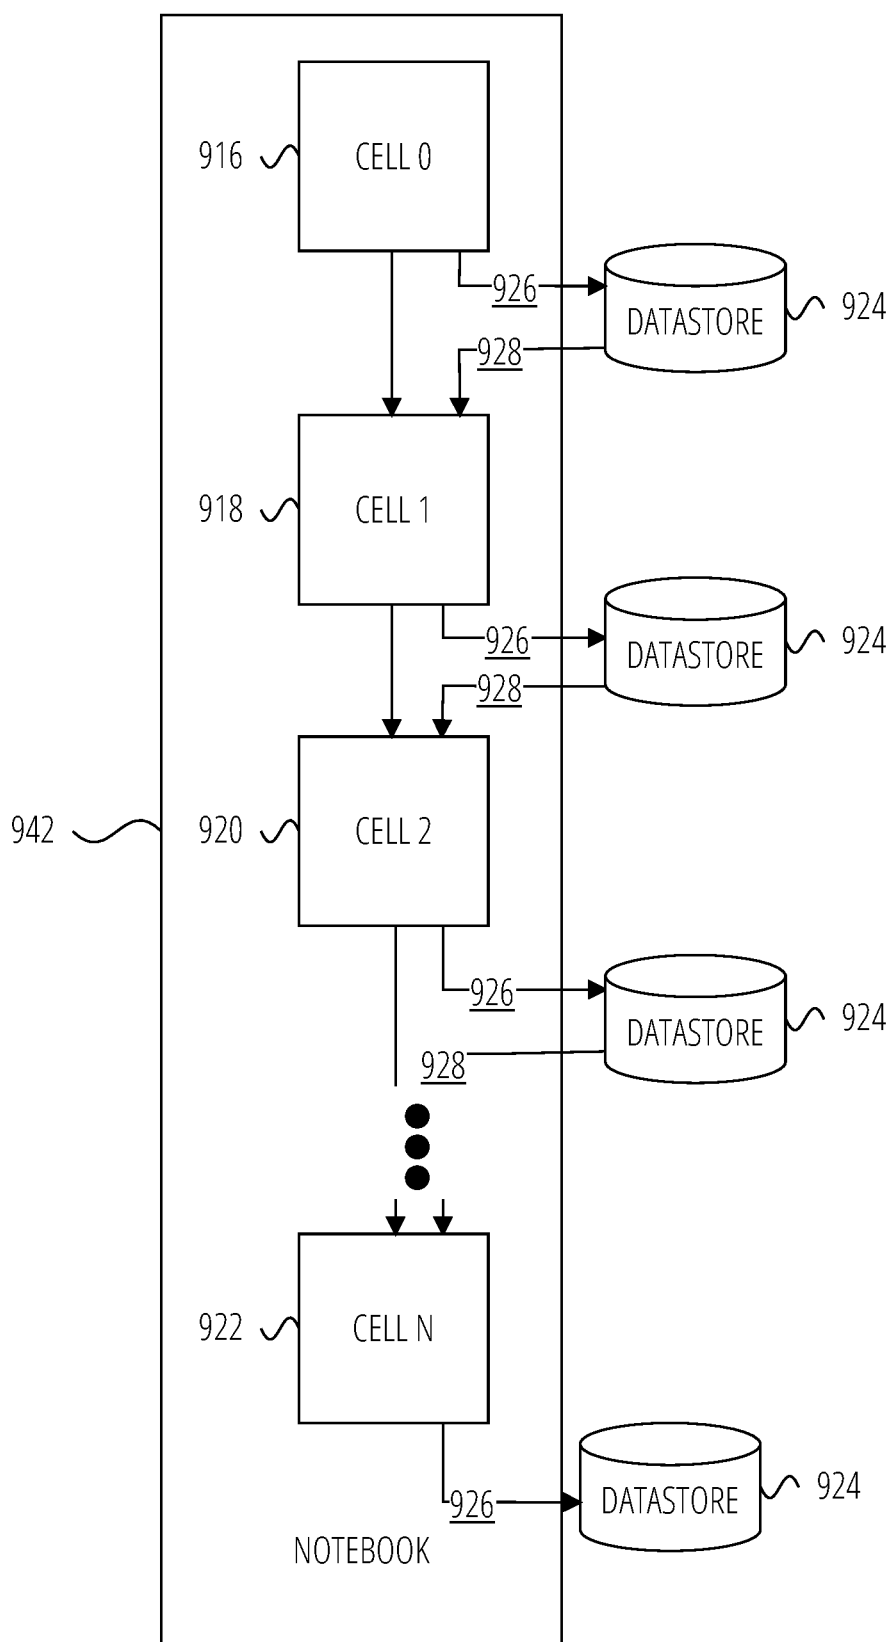 916
CELL 0
926
DATASTORE
924
928
918
CELL 1
926
DATASTORE
924
928
942
920
CELL 2
926
DATASTORE
924
928
922
CELL N
926
DATASTORE
924
NOTEBOOK